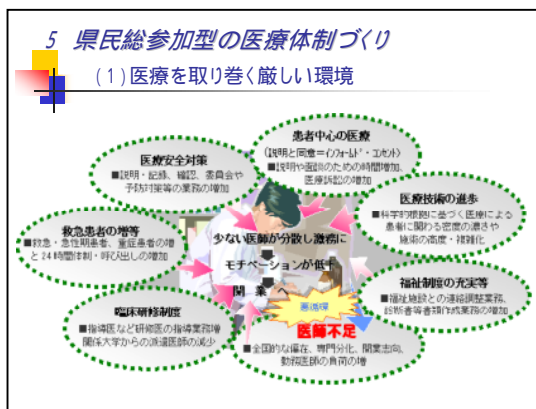 5 県民総参加型の医療体制づくり
(1)医療を取り巻く厳しい環境
患者中心の医療
(説明と同意=インフォームド・コンセント)
■説明や面談のための時間増加、
医療訴訟の増加
医療安全対策
■説明・記録、確認、委員会や
予防対策等の業務の増加
医療技術の進歩
■科学的根拠に基づく医療による
患者に関わる密度の濃さや
施術の高度・複雑化
救急患者の増等
■救急・急性期患者、重症患者の増
と24時間体制・呼び出しの増加
少ない医師が分散し激務に
モチベーションが低下
開業へ
悪循環
医師不足
■全国的な偏在、専門分化、開業志向、
勤務医師の負荷の増
福祉制度の充実等
■福祉施設との連絡調整業務、
診断書等書類作成業務の増加
臨床研修制度
■指導医など研修医の指導業務増
関係大学からの派遣医師の減少